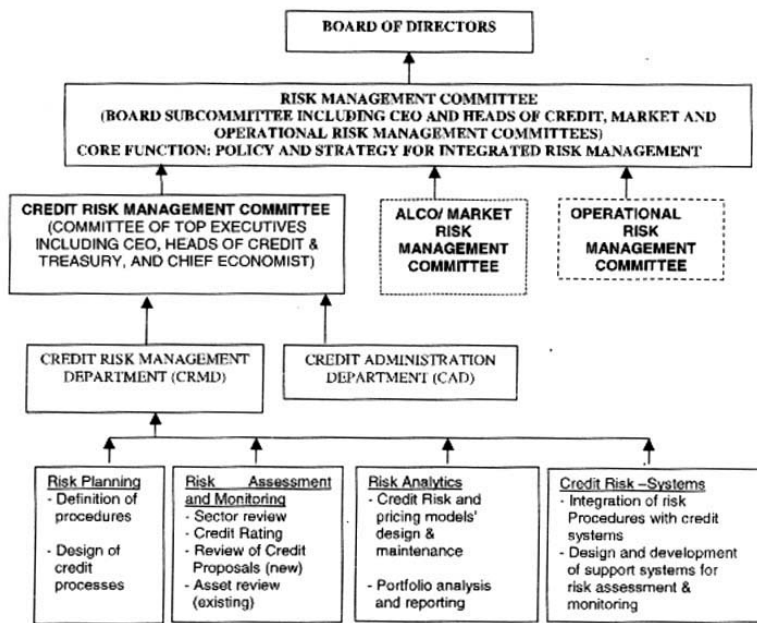 BOARD OF DIRECTORS
RISK MANAGEMENT COMMITTEE
(BOARD SUBCOMMITTEE INCLUDING CEO AND HEADS OF CREDIT, MARKET AND
OPERATIONAL RISK MANAGEMENT COMMITTEES)
CORE FUNCTION: POLICY AND STRATEGY FOR INTEGRATED RISK MANAGEMENT
CREDIT RISK MANAGEMENT COMMITTEE
(COMMITTEE OF TOP EXECUTIVES
INCLUDING CEO, HEADS OF CREDIT &
TREASURY, AND CHIEF ECONOMIST)
ALCO/ MARKET
RISK
MANAGEMENT
COMMITTEE
OPERATIONAL
RISK
MANAGEMENT
COMMITTEE
CREDIT RISK MANAGEMENT
DEPARTMENT (CRMD)
CREDIT ADMINISTRATION
DEPARTMENT (CAD)
Risk Planning
- Definition of
procedures
- Design of
credit
processes
Risk Assessment
and Monitoring
- Sector review
- Credit Rating
- Review of Credit
Proposals (new)
- Asset review
(existing)
Risk Analytics
- Credit Risk and
pricing models'
design &
maintenance
- Portfolio analysis
and reporting
Credit Risk –Systems
- Integration of risk
Procedures with credit
systems
- Design and development
of support systems for
risk assessment &
monitoring